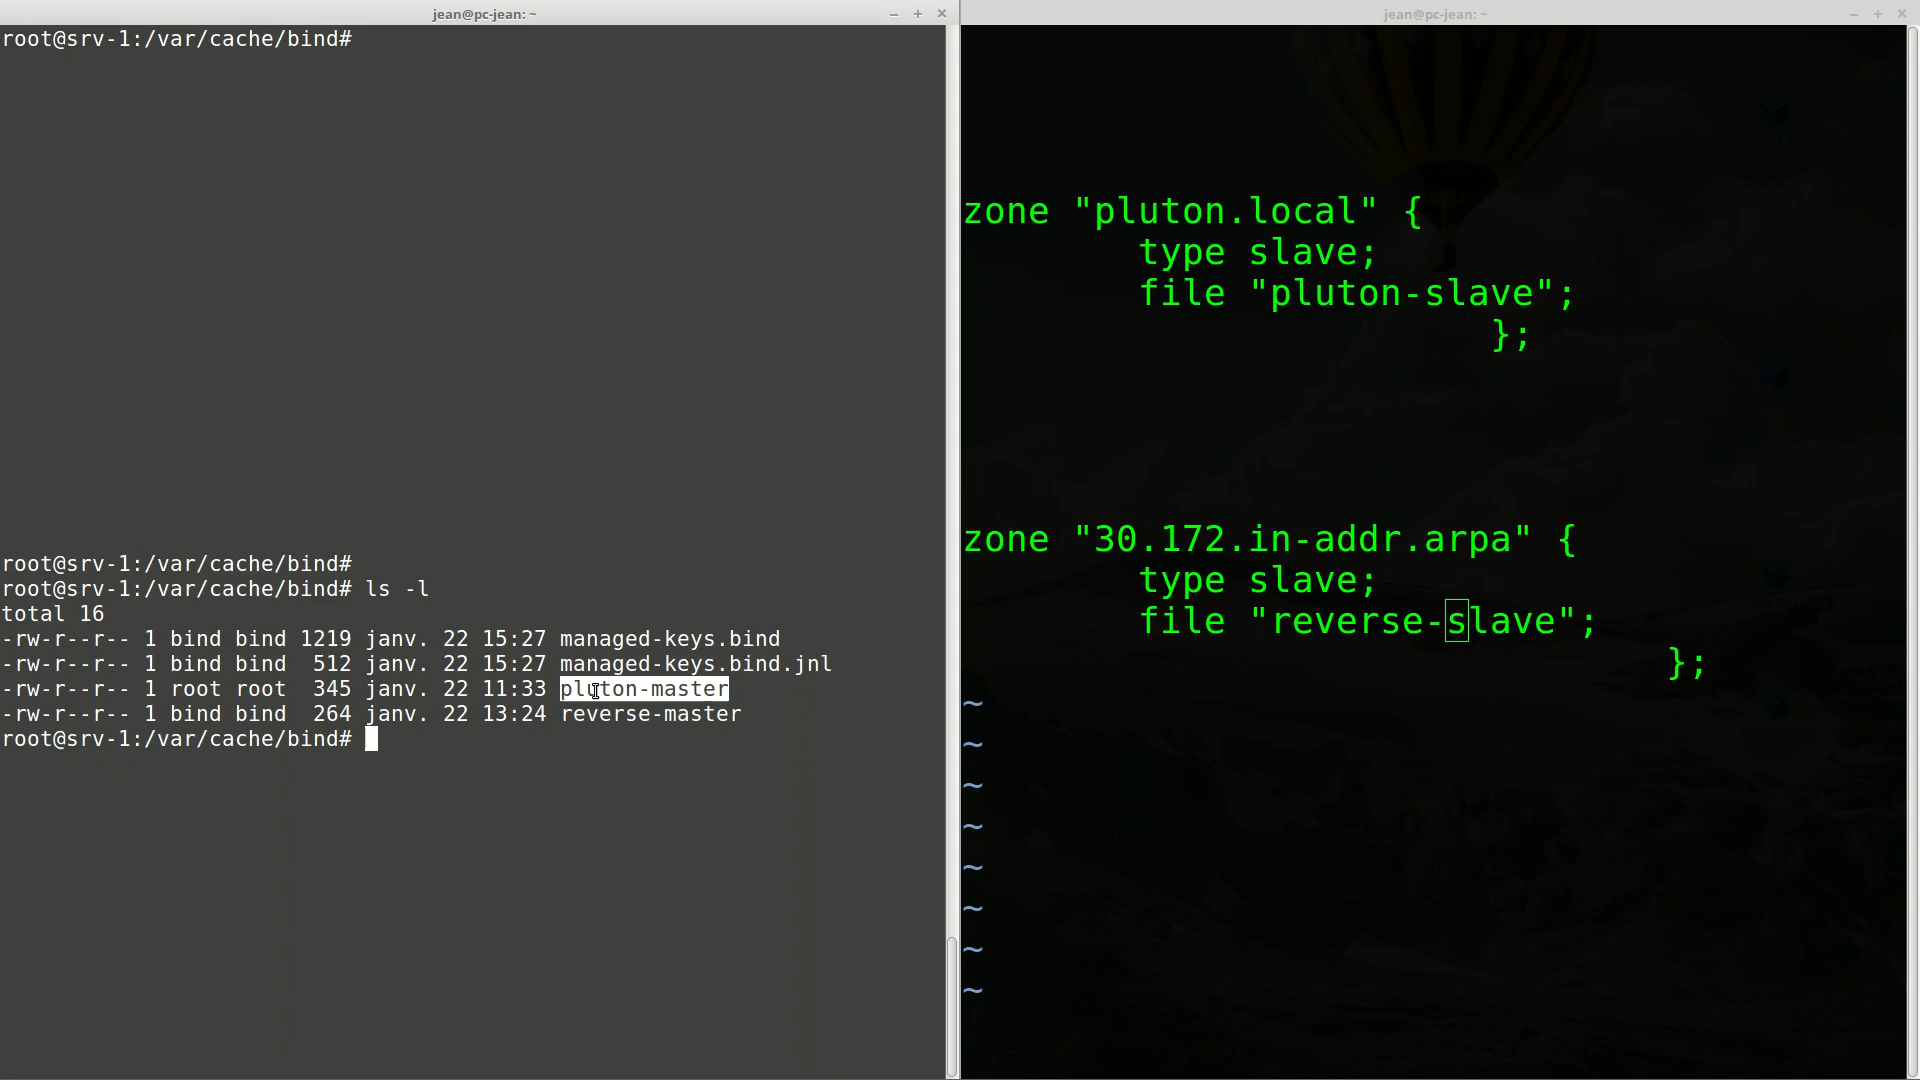 jean@pc-jean: ~
root@srv-1:/var/cache/bind#
root@srv-1:/var/cache/bind#
root@srv-1:/var/cache/bind# ls -l
total 16
-rw-r--r-- 1 bind bind 1219 janv. 22 15:27 managed-keys.bind
-rw-r--r-- 1 bind bind  512 janv. 22 15:27 managed-keys.bind.jnl
-rw-r--r-- 1 root root  345 janv. 22 11:33 pluton-master
-rw-r--r-- 1 bind bind  264 janv. 22 13:24 reverse-master
root@srv-1:/var/cache/bind#
jean@pc-jean: ~
zone "pluton.local" {
        type slave;
        file "pluton-slave";
                        };
zone "30.172.in-addr.arpa" {
        type slave;
        file "reverse-slave";
                                };
~
~
~
~
~
~
~
~